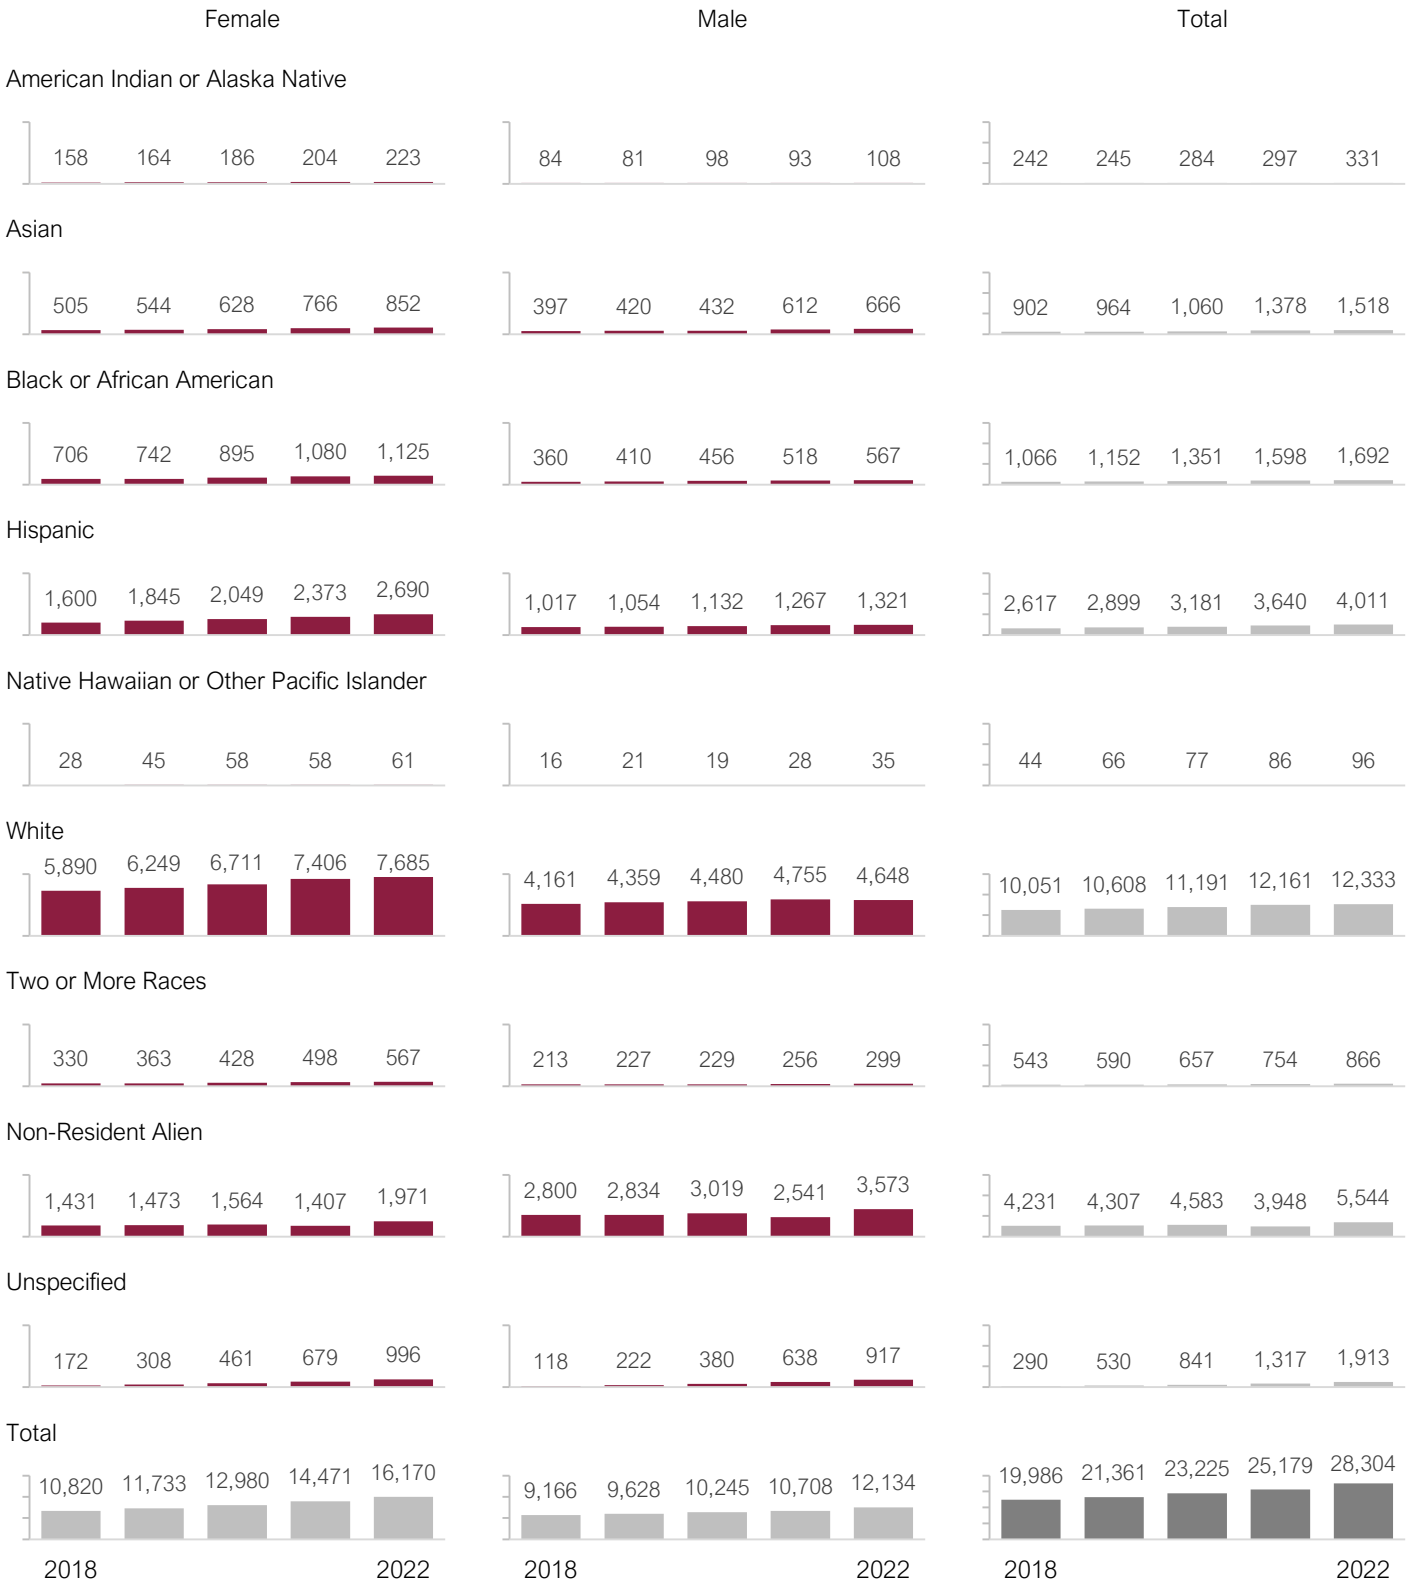 Female Male Total
American Indian or Alaska Native
158 164 186 204 223 84 81 98 93 108 242 245 284 297 331
Asian
505 544 628 766 852 397 420 432 612 666 902 964 1,060 1,378 1,518
Black or African American
706 742 895 1,080 1,125 360 410 456 518 567 1,066 1,152 1,351 1,598 1,692
Hispanic
1,600 1,845 2,049 2,373 2,690 1,017 1,054 1,132 1,267 1,321 2,617 2,899 3,181 3,640 4,011
Native Hawaiian or Other Pacific Islander
28 45 58 58 61 16 21 19 28 35 44 66 77 86 96
White
5,890 6,249 6,711 7,406 7,685 4,161 4,359 4,480 4,755 4,648 10,051 10,608 11,191 12,161 12,333
Two or More Races
330 363 428 498 567 213 227 229 256 299 543 590 657 754 866
Non-Resident Alien
1,431 1,473 1,564 1,407 1,971 2,800 2,834 3,019 2,541 3,573 4,231 4,307 4,583 3,948 5,544
Unspecified
172 308 461 679 996 118 222 380 638 917 290 530 841 1,317 1,913
Total
10,820 11,733 12,980 14,471 16,170 9,166 9,628 10,245 10,708 12,134 19,986 21,361 23,225 25,179 28,304
2018 2022 2018 2022 2018 2022